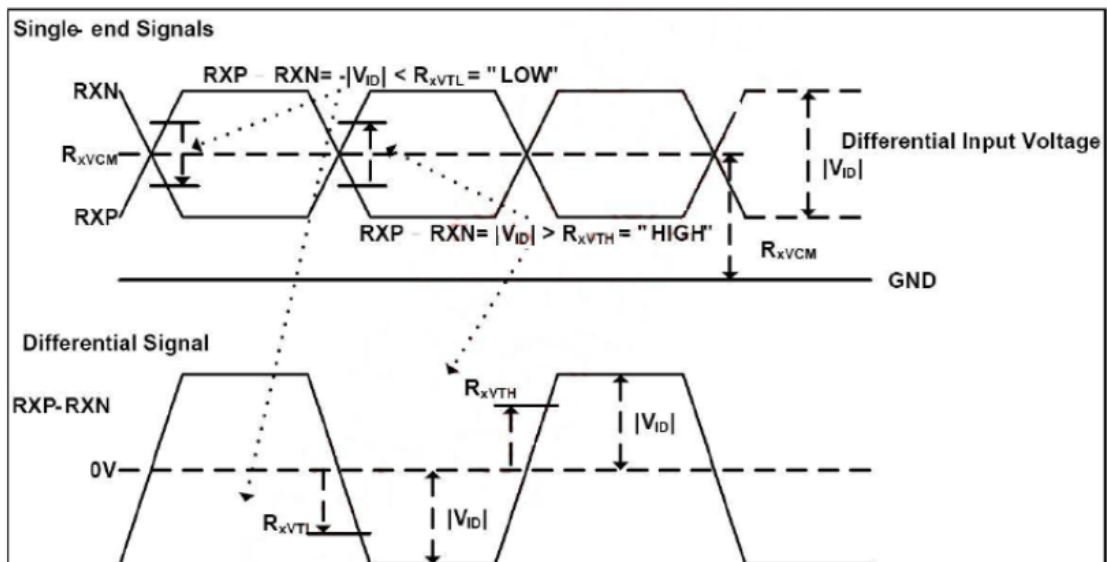 Single- end Signals
RXP - RXN= -|VID| < RxVTL = "LOW"
RXN
RxVCM
Differential Input Voltage
|VID|
RXP
RXP - RXN= |VID| > RxVTH = "HIGH"
RxVCM
GND
Differential Signal
RxVTH
RXP-RXN
|VID|
0V
RxVTL
|VID|